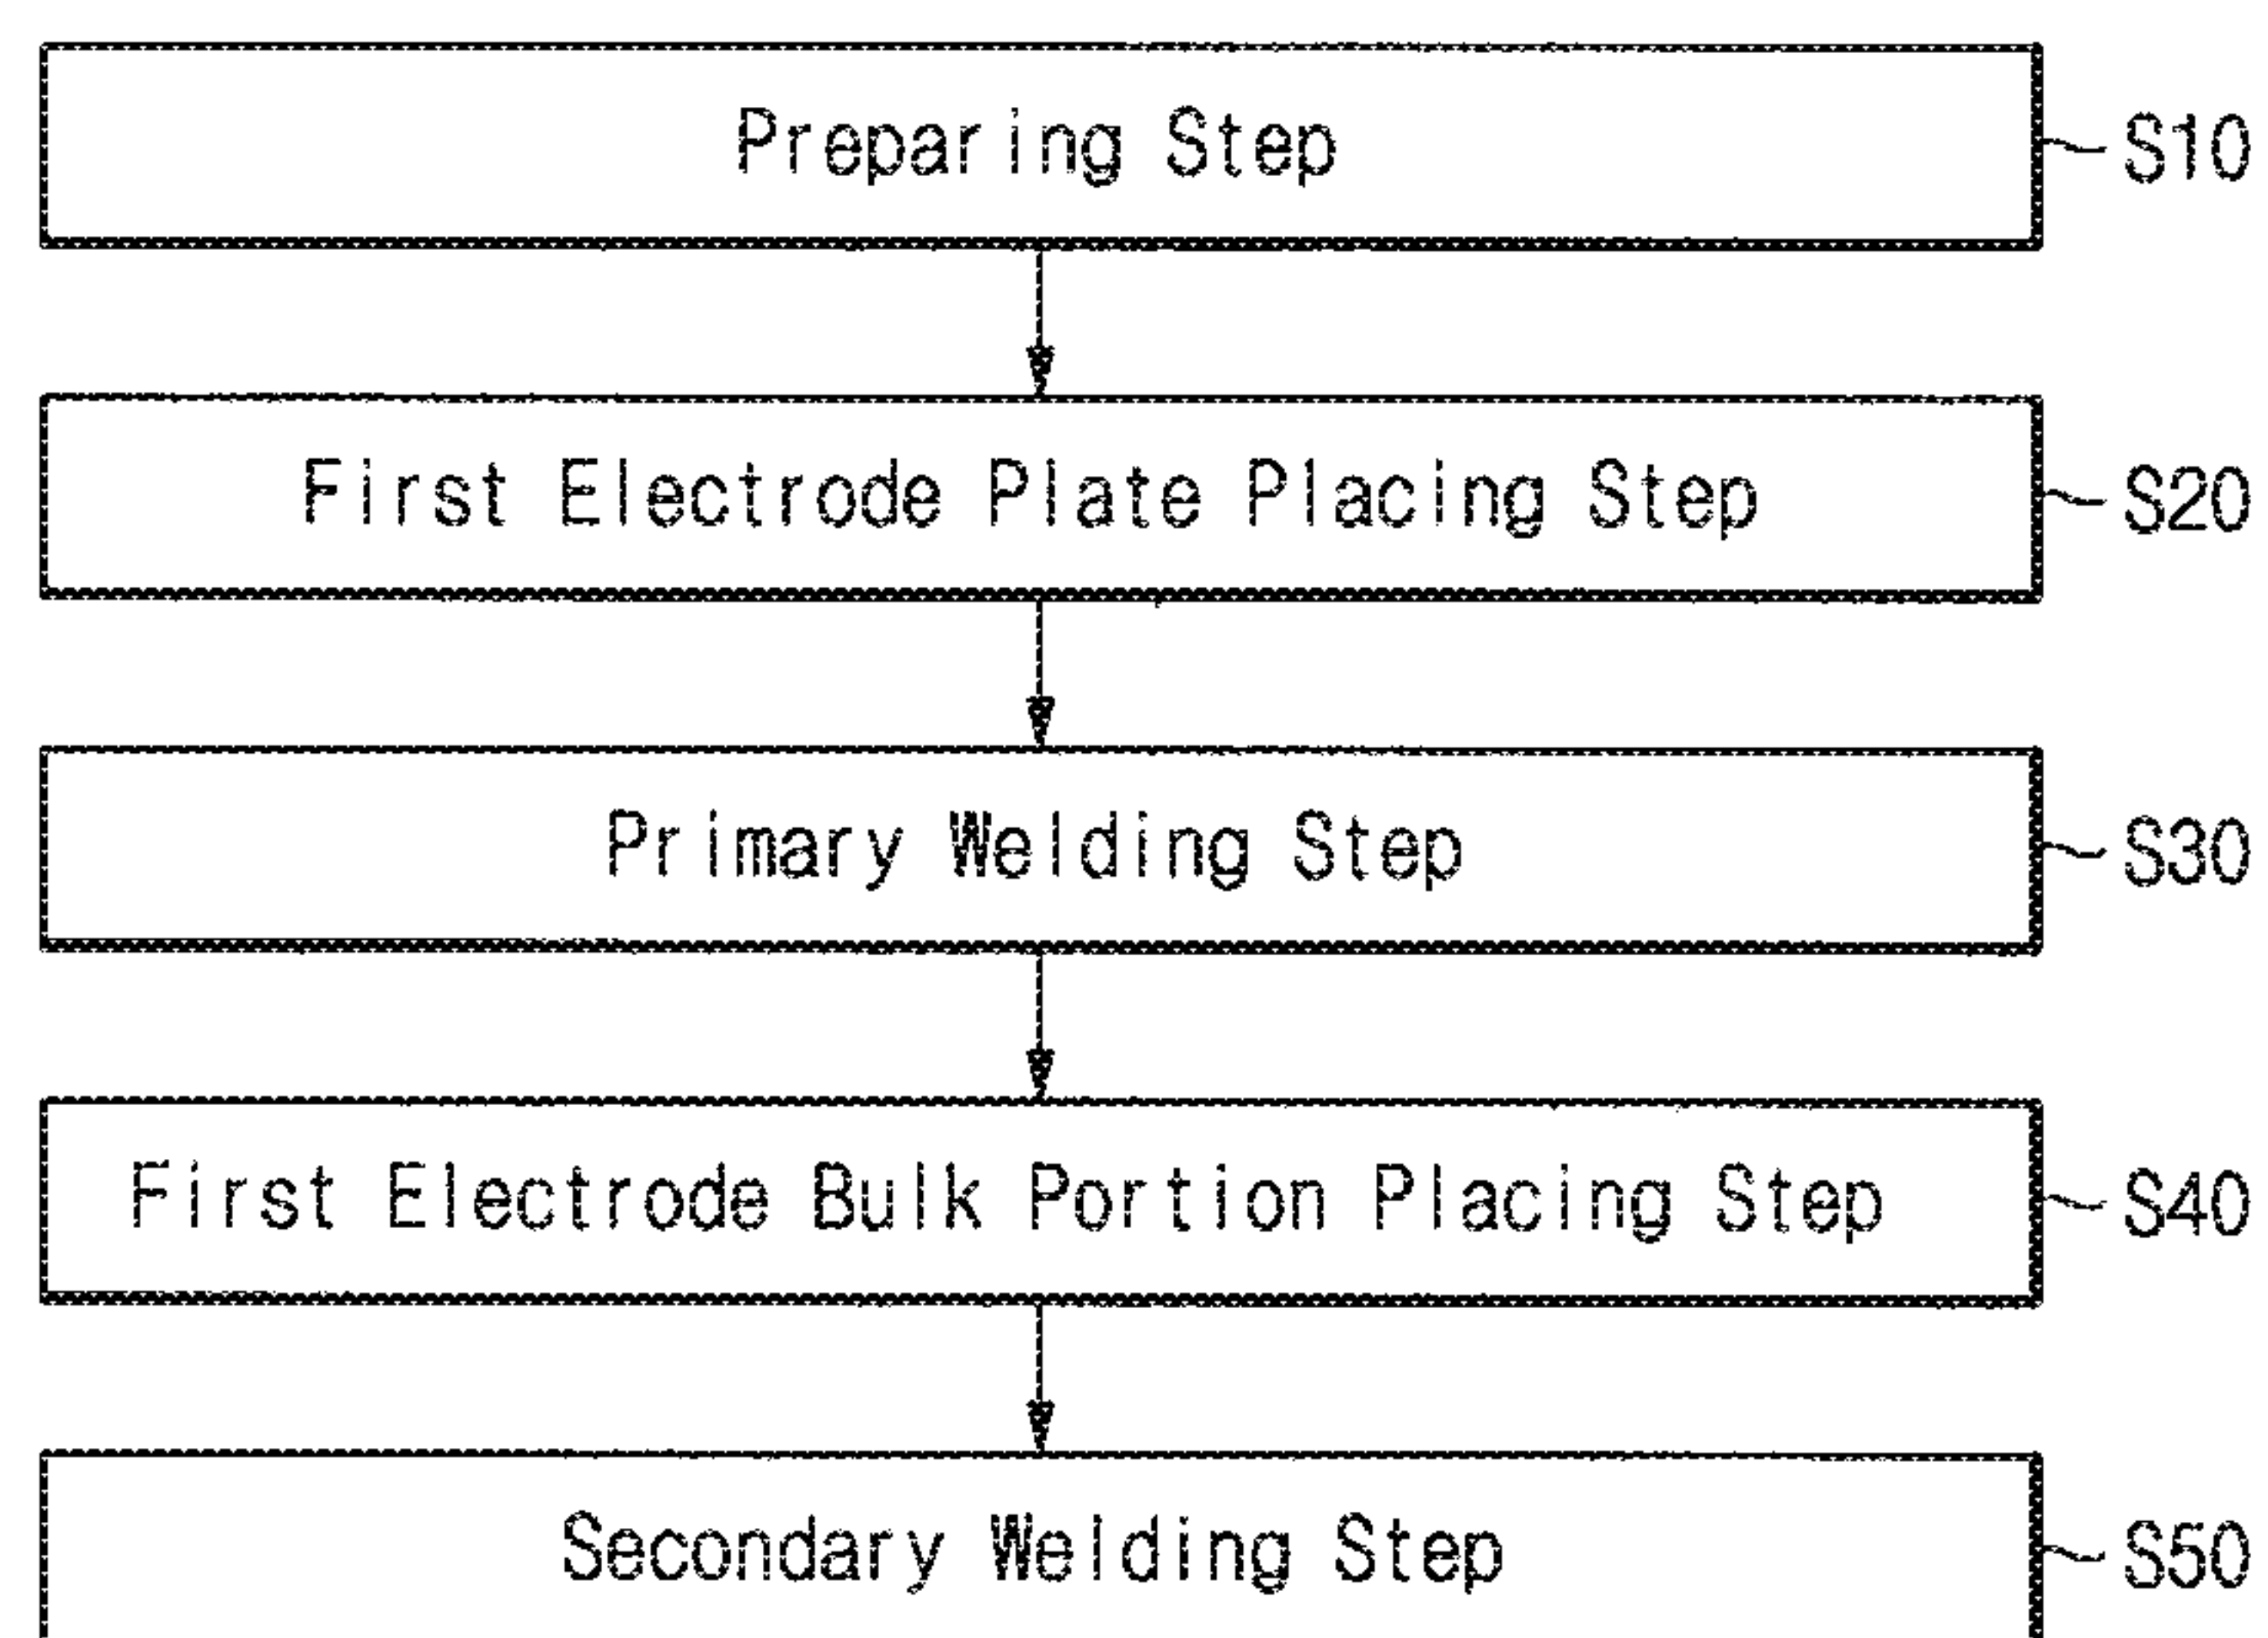 Preparing Step
S10
First Electrode Plate Placing Step
S20
Primary Welding Step
S30
First Electrode Bulk Portion Placing Step
S40
Secondary Welding Step
S50